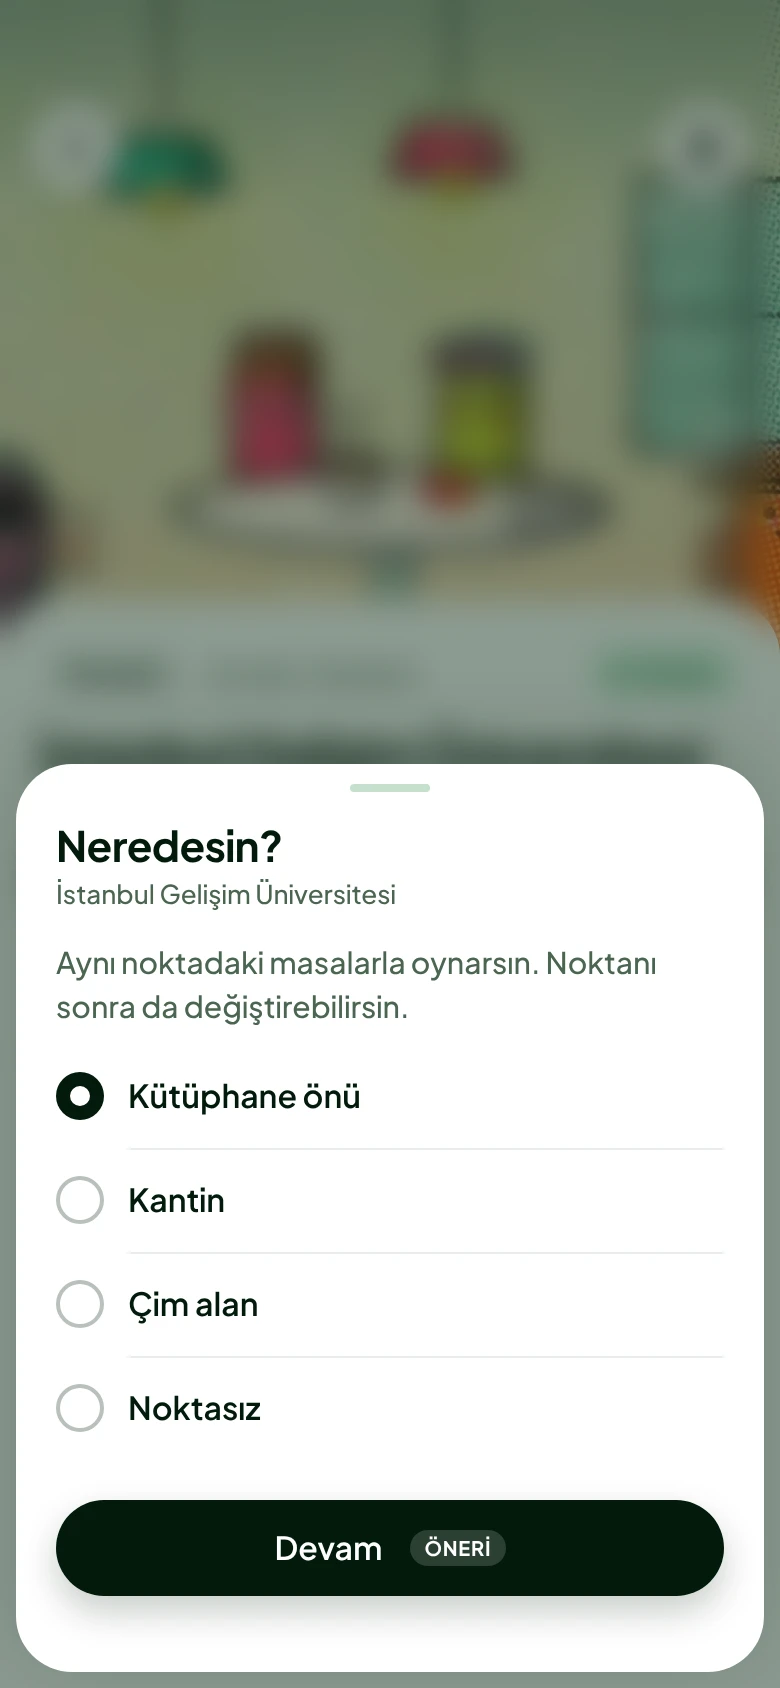 Neredesin?
İstanbul Gelişim Üniversitesi
Aynı noktadaki masalarla oynarsın. Noktanı
sonra da değiştirebilirsin.
Kütüphane önü
Kantin
Çim alan
Noktasız
Devam ÖNERİ